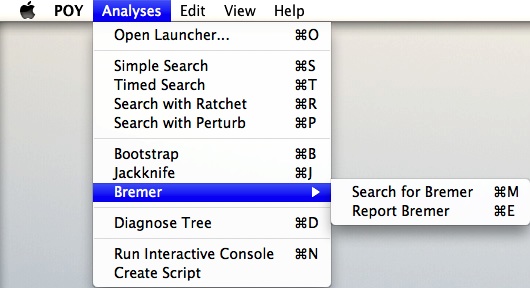 POY Analyses Edit View Help
Open Launcher... ⌘O
Simple Search ⌘S
Timed Search ⌘T
Search with Ratchet ⌘R
Search with Perturb ⌘P
Bootstrap ⌘B
Jackknife ⌘J
Bremer ▶
Search for Bremer ⌘M
Report Bremer ⌘E
Diagnose Tree ⌘D
Run Interactive Console ⌘N
Create Script